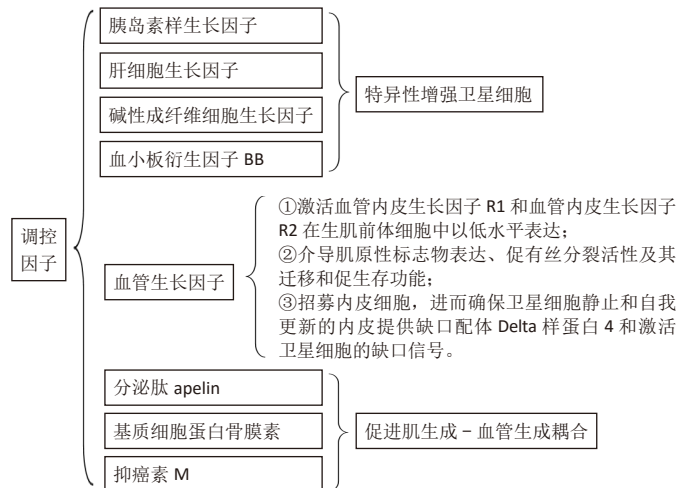 胰岛素样生长因子
肝细胞生长因子
碱性成纤维细胞生长因子
血小板衍生因子 BB
特异性增强卫星细胞
调控
因子
血管生长因子
①激活血管内皮生长因子 R1 和血管内皮生长因子
R2 在生肌前体细胞中以低水平表达；
②介导肌原性标志物表达、促有丝分裂活性及其
迁移和促生存功能；
③招募内皮细胞，进而确保卫星细胞静止和自我
更新的内皮提供缺口配体 Delta 样蛋白 4 和激活
卫星细胞的缺口信号。
分泌肽 apelin
基质细胞蛋白骨膜素
抑癌素 M
促进肌生成－血管生成耦合